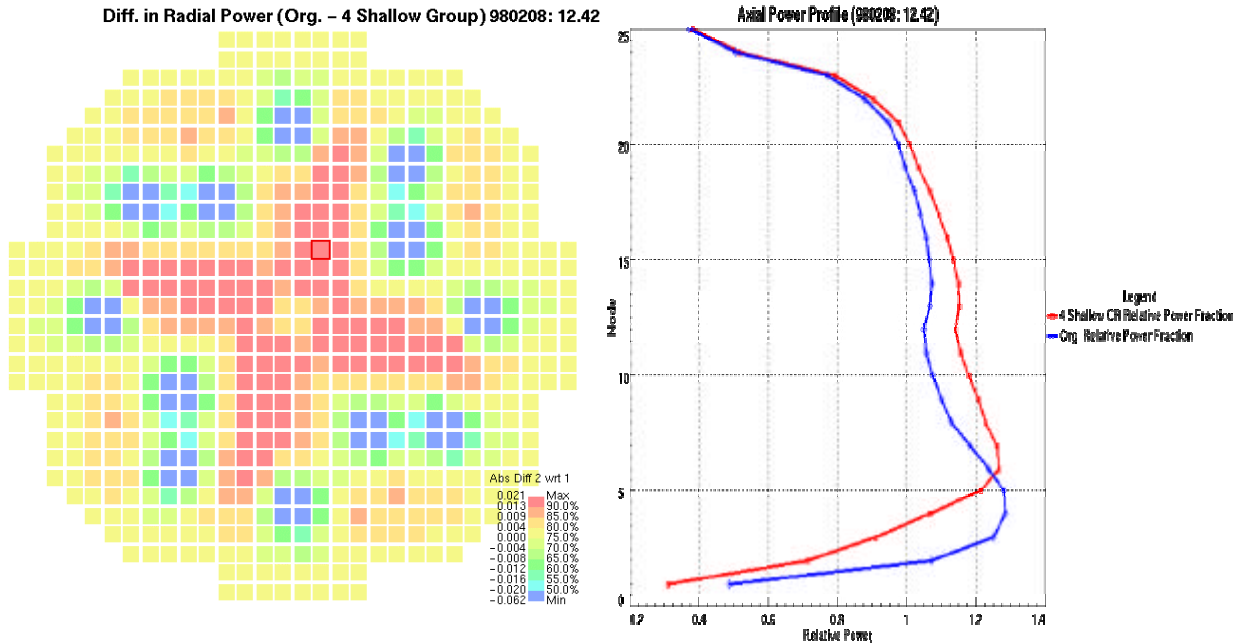 Diff. in Radial Power (Org. – 4 Shallow Group) 980208: 12.42
Abs Diff 2 wrt 1
0.021 Max
0.013 90.0%
0.009 85.0%
0.004 80.0%
0.000 75.0%
-0.004 70.0%
-0.008 65.0%
-0.012 60.0%
-0.016 55.0%
-0.020 50.0%
-0.062 Min
Axial Power Profile (980208: 12.42)
25
20
15
10
5
0
Node
0.2 0.4 0.6 0.8 1 1.2 1.4
Relative Power
Legend
4 Shallow CR Relative Power Fraction
Org Relative Power Fraction